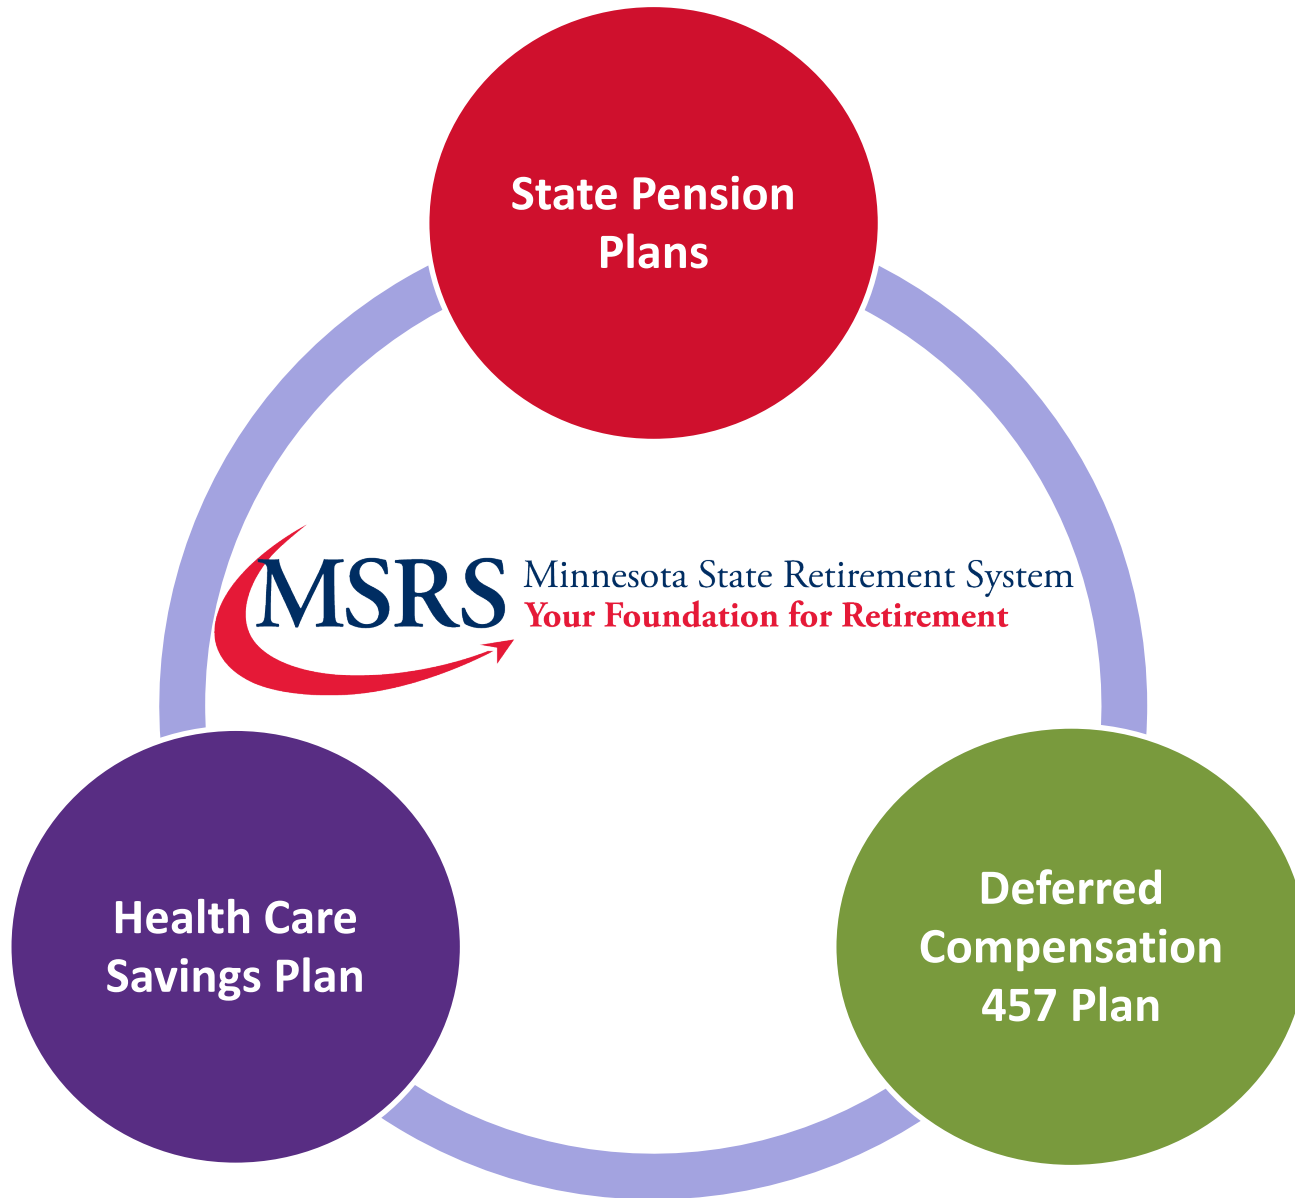 State Pension
Plans
MSRS
Minnesota State Retirement System
Your Foundation for Retirement
Health Care
Savings Plan
Deferred
Compensation
457 Plan